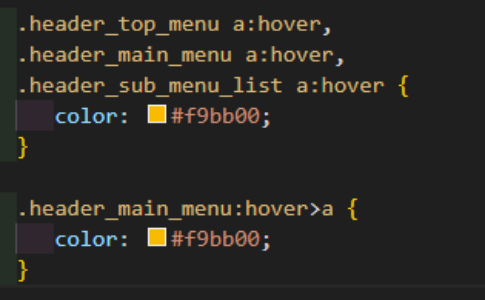 .header_top_menu a:hover,
.header_main_menu a:hover,
.header_sub_menu_list a:hover {
color: #f9bb00;
}
.header_main_menu:hover>a {
color: #f9bb00;
}